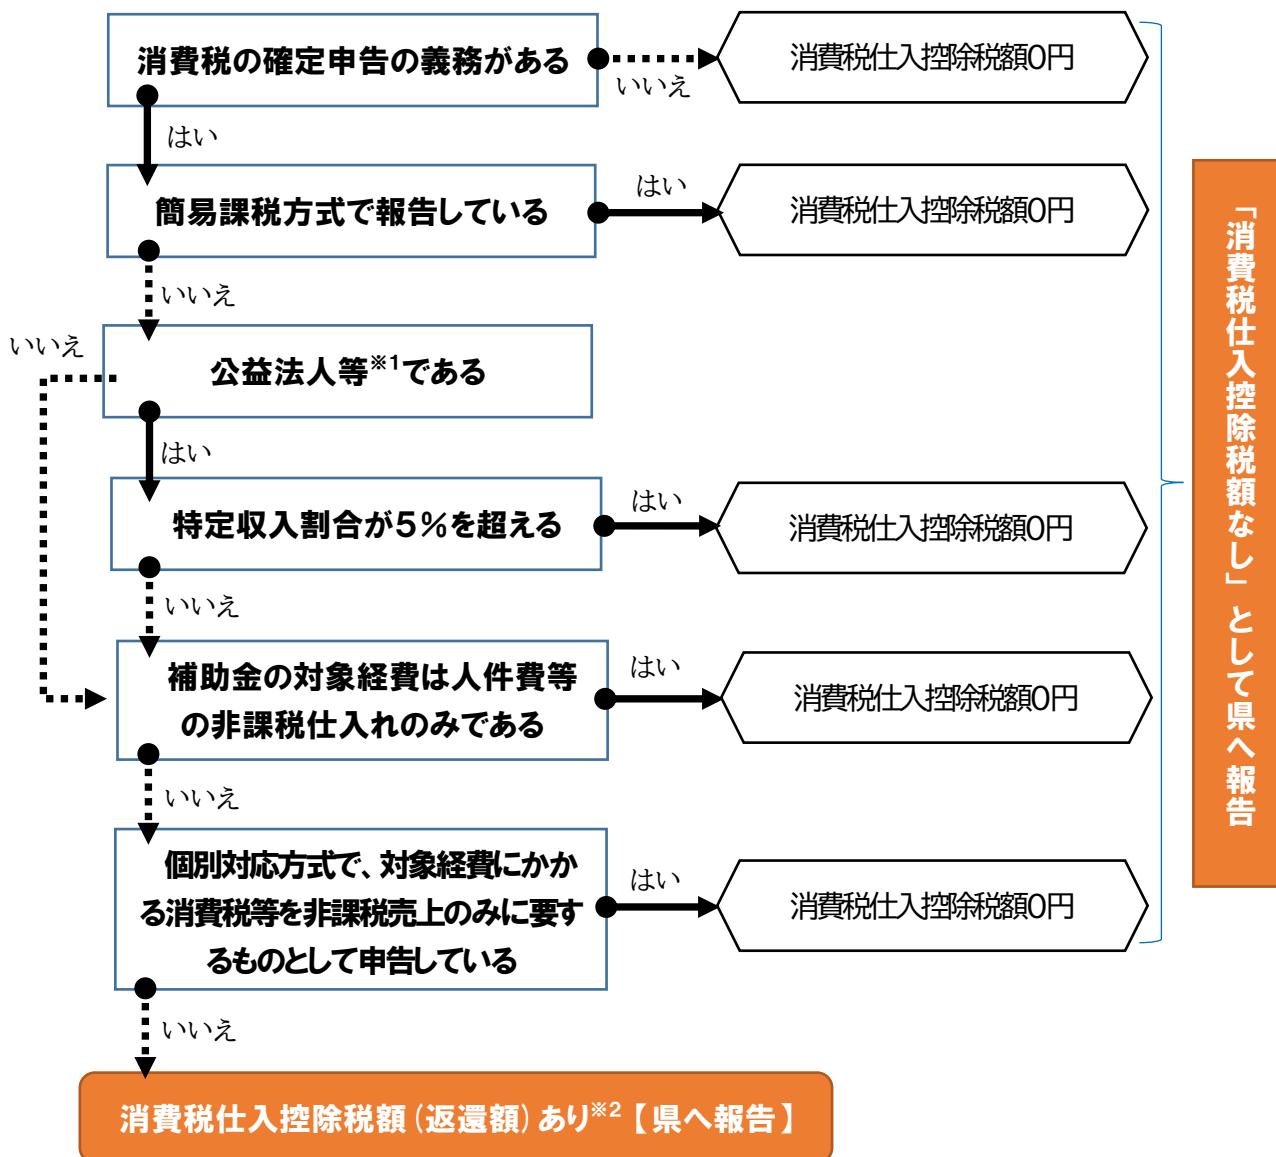 消費税の確定申告の義務がある
いいえ
消費税仕入控除税額0円
はい
簡易課税方式で報告している
はい
消費税仕入控除税額0円
いいえ
いいえ
公益法人等※1である
はい
特定収入割合が5％を超える
はい
消費税仕入控除税額0円
いいえ
補助金の対象経費は人件費等
の非課税仕入れのみである
はい
消費税仕入控除税額0円
いいえ
個別対応方式で、対象経費にかか
る消費税等を非課税売上のみに要す
るものとして申告している
はい
消費税仕入控除税額0円
いいえ
消費税仕入控除税額（返還額）あり※2【県へ報告】
「消費税仕入控除税額なし」として県へ報告